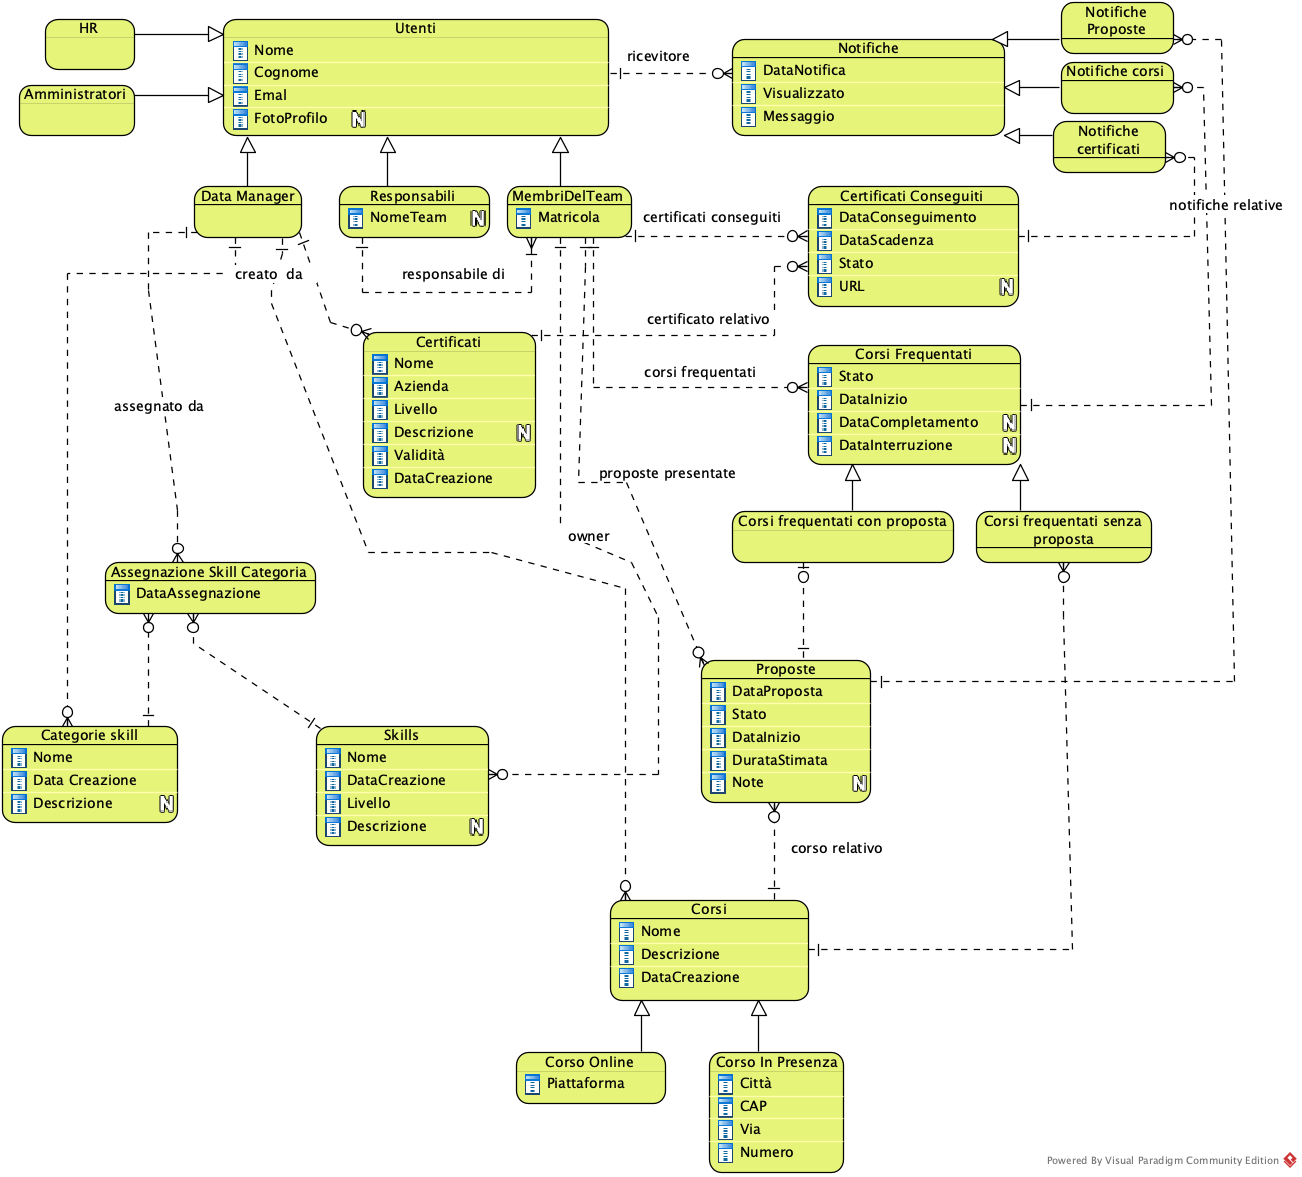 HR
Amministratori
Utenti
Nome
Cognome
Emal
FotoProfilo N
ricevitore
Notifiche
DataNotifica
Visualizzato
Messaggio
Notifiche
Proposte
Notifiche corsi
Notifiche
certificati
notifiche relative
Data Manager
Responsabili
NomeTeam N
MembriDelTeam
Matricola
certificati conseguiti
Certificati Conseguiti
DataConseguimento
DataScadenza
Stato
URL N
creato da
responsabile di
certificato relativo
Certificati
Nome
Azienda
Livello
Descrizione N
Validità
DataCreazione
corsi frequentati
Corsi Frequentati
Stato
DataInizio
DataCompletamento N
DataInterruzione N
assegnato da
proposte presentate
owner
Corsi frequentati con proposta
Corsi frequentati senza
proposta
Assegnazione Skill Categoria
DataAssegnazione
Proposte
DataProposta
Stato
DataInizio
DurataStimata
Note N
Categorie skill
Nome
Data Creazione
Descrizione N
Skills
Nome
DataCreazione
Livello
Descrizione N
corso relativo
Corsi
Nome
Descrizione
DataCreazione
Corso Online
Piattaforma
Corso In Presenza
Città
CAP
Via
Numero
Powered By Visual Paradigm Community Edition